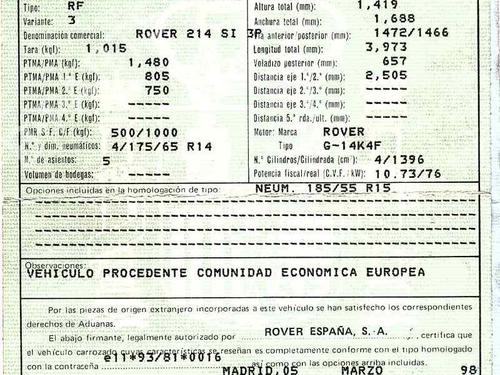 Tipo: RF Altura total (mm): 1,419
Variante: 3 Anchura total (mm): 1,688
Denominación comercial: ROVER 214 SI 3P Vía anterior/posterior (mm): 1472/1466
Tara (kgf): 1,015 Longitud total (mm): 3,973
PTMA/PMA (kgf): 1,480 Voladizo posterior (mm): 657
PTMA/PMA 1.º E (kgf): 805 Distancia eje 1.º/2.º (mm): 2,505
PTMA/PMA 2.º E (kgf): 750 Distancia eje 2.º/3.º (mm): -----
PTMA/PMA 3.º E (kgf): ----- Distancia eje 3.º/4.º (mm): -----
PTMA/PMA 4.º E (kgf): ----- Distancia 5.ª rda./ult. (mm): -----
PMR S.F. C/F (kgf): 500/1000 Motor: Marca ROVER
N.º y dim. neumáticos: 4/175/65 R14 Tipo G-14K4F
N.º de asientos: 5 N.º Cilindros/Cilindrada (cm³) 4/1396
Volumen de bodegas: ----- Potencia fiscal/real (C.V.F./kW): 10.73/76
Opciones incluidas en la homologación de tipo: NEUM. 185/55 R15
Observaciones:
VEHICULO PROCEDENTE COMUNIDAD ECONOMICA EUROPEA
Por las piezas de origen extranjero incorporadas a este vehículo se han satisfecho los correspondientes
derechos de Aduanas.
El abajo firmante, legalmente autorizado por ROVER ESPAÑA, S.A. , certifica que
el vehículo carrozado cuyas características se reseñan es completamente conforme con el tipo homologado
con la contraseña e11*93/81*0016 así como con las opciones arriba incluidas.
MADRID, 05 MARZO 98